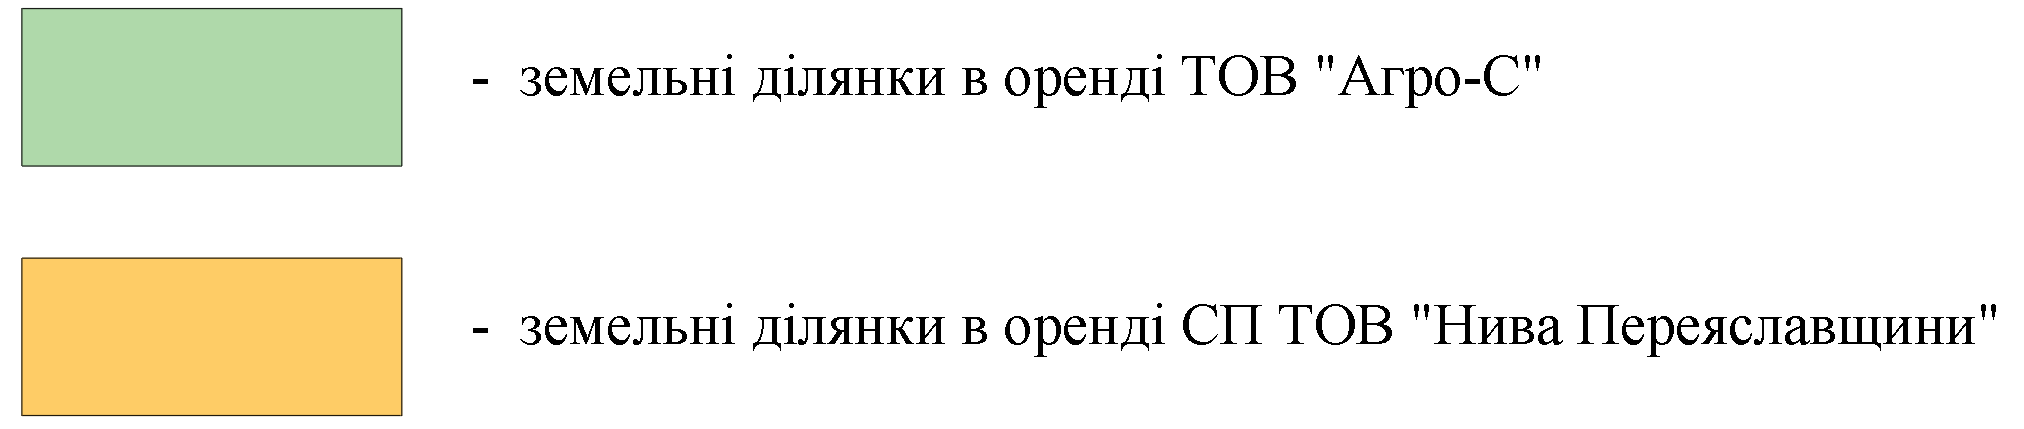 - земельні ділянки в оренді ТОВ "Агро-С"
- земельні ділянки в оренді СП ТОВ "Нива Переяславщини"